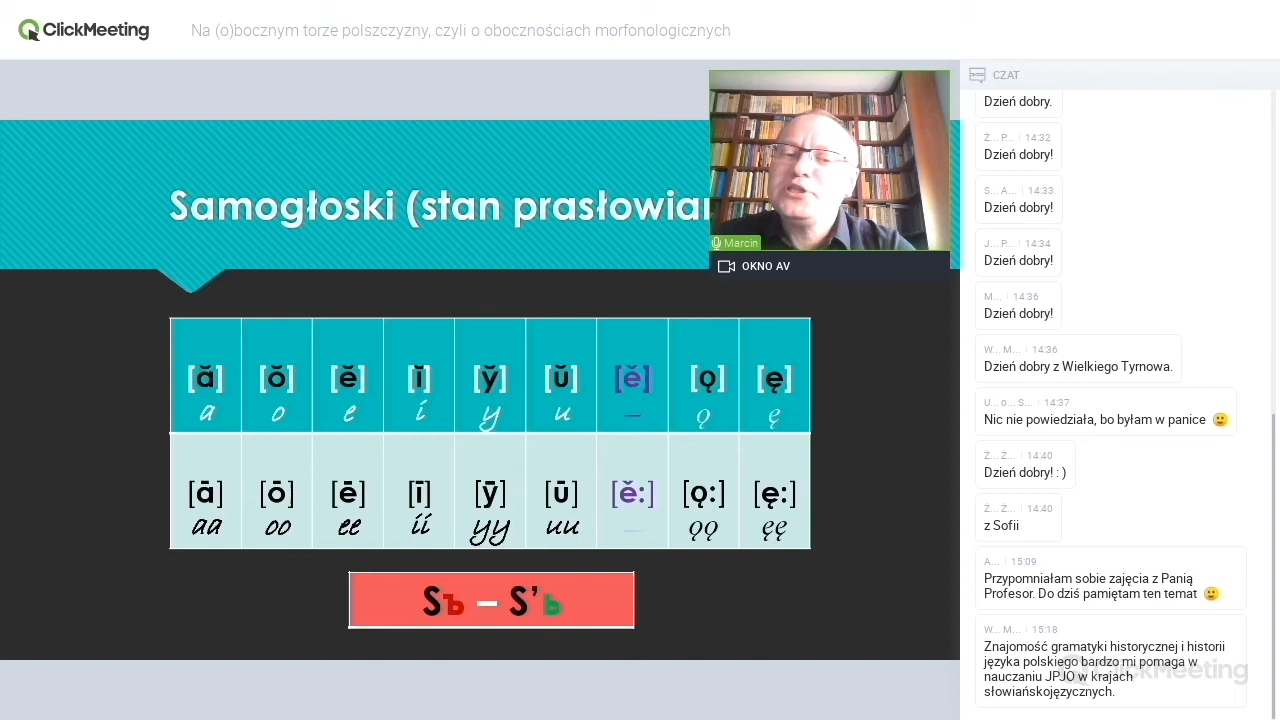 ClickMeeting
Na (o)bocznym torze polszczyzny, czyli o obocznościach morfonologicznych
Samogłoski (stan prasłowiań
Marcin
OKNO AV
[ă] [ŏ] [ĕ] [ĭ] [y̆] [ŭ] [ě] [ǫ] [ę]
a o e i y u — ǫ ę
[ā] [ō] [ē] [ī] [ȳ] [ū] [ě:] [ǫ:] [ę:]
aa oo ee ii yy uu — ǫǫ ęę
Sъ – S’ь
CZAT
Dzień dobry.
Ż... P... 14:32
Dzień dobry!
S... A... 14:33
Dzień dobry!
J... P... 14:34
Dzień dobry!
M... 14:36
Dzień dobry!
W... M... 14:36
Dzień dobry z Wielkiego Tyrnowa.
U... o... S... 14:37
Nic nie powiedziała, bo byłam w panice 🙂
Ż... Ż... 14:40
Dzień dobry! : )
Ż... Ż... 14:40
z Sofii
A... 15:09
Przypomniałam sobie zajęcia z Panią
Profesor. Do dziś pamiętam ten temat 🙂
W... M... 15:18
Znajomość gramatyki historycznej i historii
języka polskiego bardzo mi pomaga w
nauczaniu JPJO w krajach
słowiańskojęzycznych.
ClickMeeting